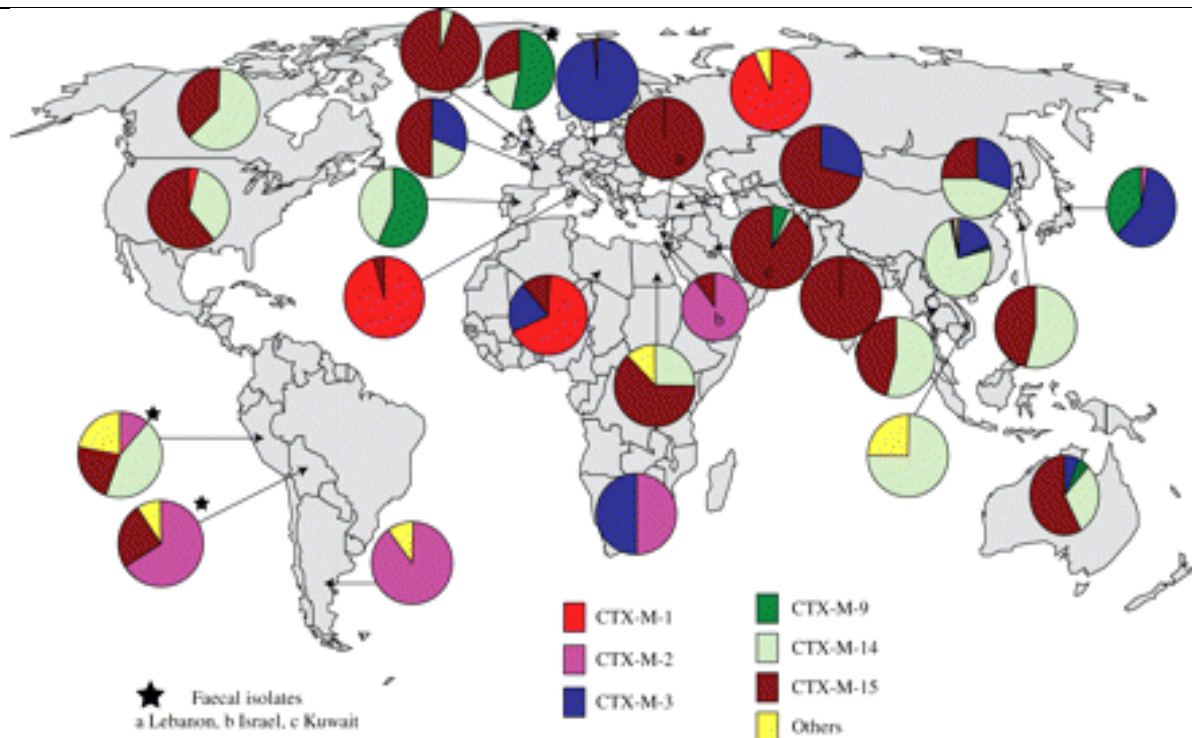 a
c
b
CTX-M-1
CTX-M-2
CTX-M-3
CTX-M-9
CTX-M-14
CTX-M-15
Others
Faecal isolates
a Lebanon, b Israel, c Kuwait